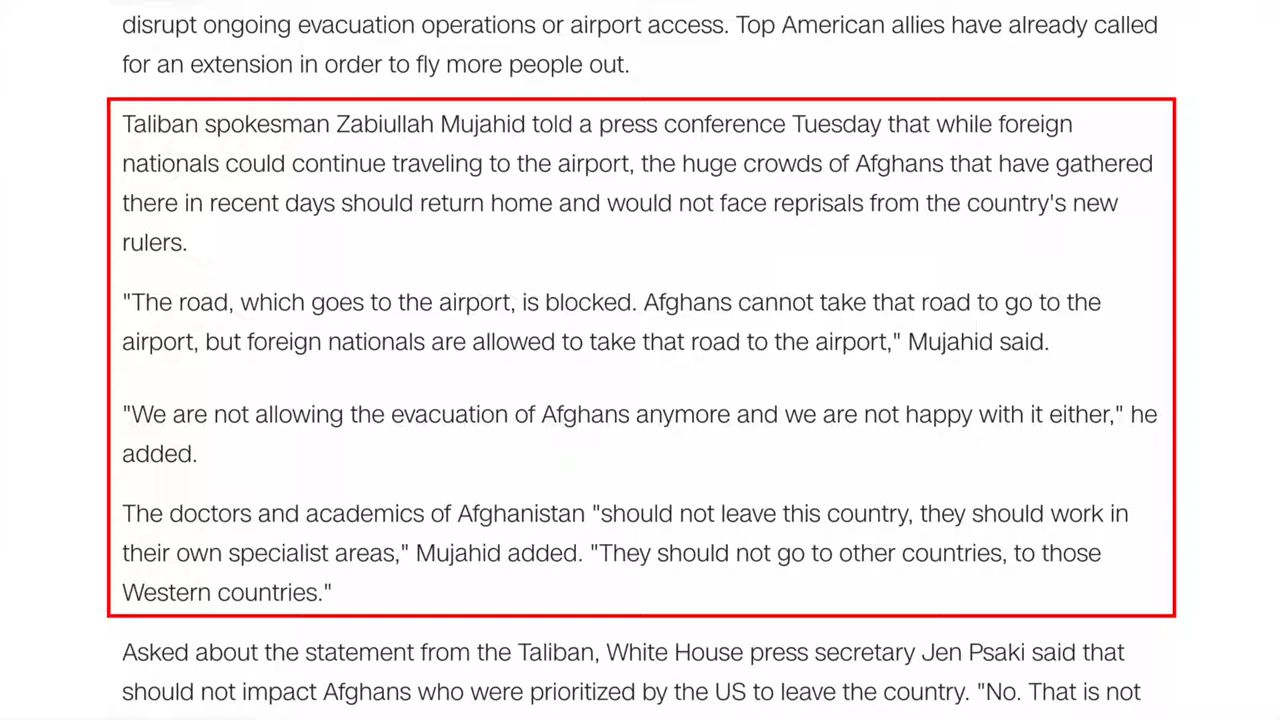 disrupt ongoing evacuation operations or airport access. Top American allies have already called
for an extension in order to fly more people out.
Taliban spokesman Zabiullah Mujahid told a press conference Tuesday that while foreign
nationals could continue traveling to the airport, the huge crowds of Afghans that have gathered
there in recent days should return home and would not face reprisals from the country's new
rulers.
"The road, which goes to the airport, is blocked. Afghans cannot take that road to go to the
airport, but foreign nationals are allowed to take that road to the airport," Mujahid said.
"We are not allowing the evacuation of Afghans anymore and we are not happy with it either," he
added.
The doctors and academics of Afghanistan "should not leave this country, they should work in
their own specialist areas," Mujahid added. "They should not go to other countries, to those
Western countries."
Asked about the statement from the Taliban, White House press secretary Jen Psaki said that
should not impact Afghans who were prioritized by the US to leave the country. "No. That is not